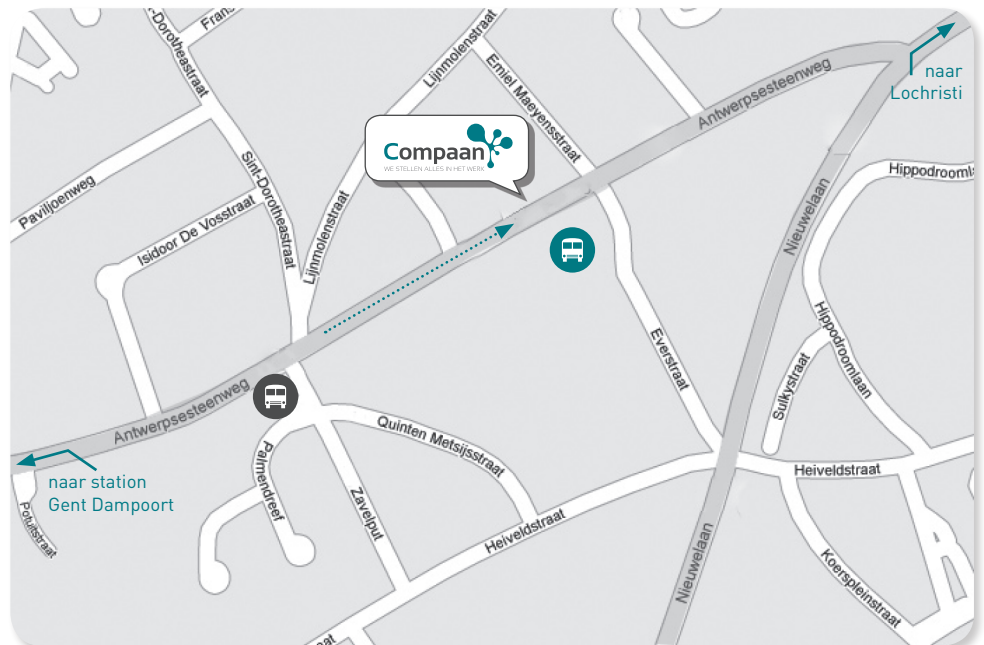 Sint-Dorotheastraat
Lijnmolenstraat
Emiel Maeyensstraat
Antwerpsesteenweg
naar
Lochristi
Compaan
WE STELLEN ALLES IN HET WERK
Paviljoenweg
Isidoor De Vosstraat
Sint-Dorotheastraat
Lijnmolenstraat
Nieuwelaan
Hippodroomlaan
Everstraat
Sulkystraat
Antwerpsesteenweg
naar station
Gent Dampoort
Potuitstraat
Palmendreef
Quinten Metsijsstraat
Zavelput
Heiveldstraat
Heiveldstraat
Nieuwelaan
Koerspleinstraat